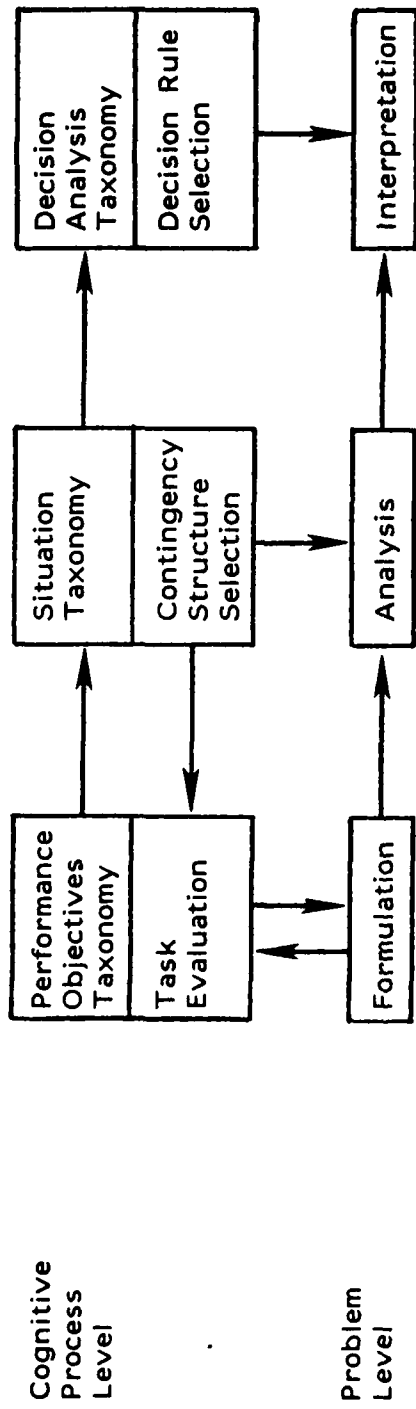 Cognitive
Process
Level
Performance
Objectives
Taxonomy
Task
Evaluation
Situation
Taxonomy
Contingency
Structure
Selection
Decision
Analysis
Taxonomy
Decision Rule
Selection
Problem
Level
Formulation
Analysis
Interpretation